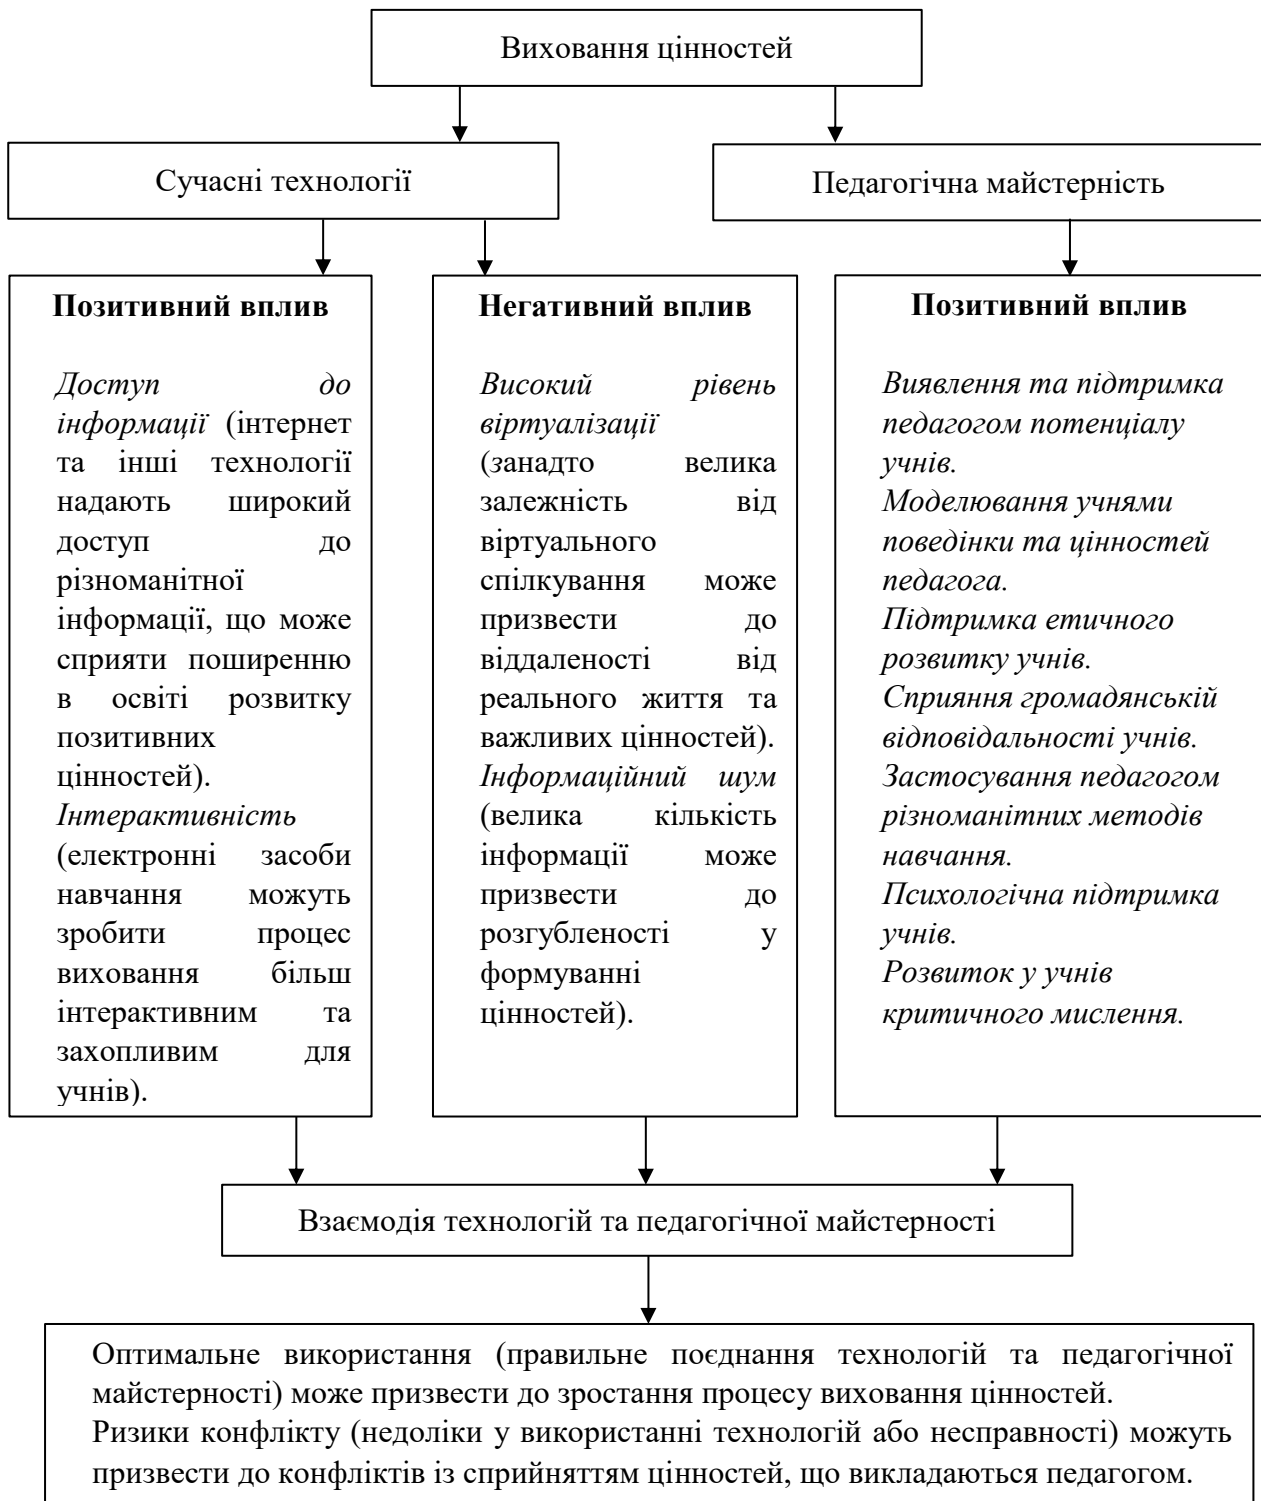 Виховання цінностей
Сучасні технології
Педагогічна майстерність
Позитивний вплив
Доступ до
інформації (інтернет
та інші технології
надають широкий
доступ до
різноманітної
інформації, що може
сприяти поширенню
в освіті розвитку
позитивних
цінностей).
Інтерактивність
(електронні засоби
навчання можуть
зробити процес
виховання більш
інтерактивним та
захопливим для
учнів).
Негативний вплив
Високий рівень
віртуалізації
(занадто велика
залежність від
віртуального
спілкування може
призвести до
віддаленості від
реального життя та
важливих цінностей).
Інформаційний шум
(велика кількість
інформації може
призвести до
розгубленості у
формуванні
цінностей).
Позитивний вплив
Виявлення та підтримка
педагогом потенціалу
учнів.
Моделювання учнями
поведінки та цінностей
педагога.
Підтримка етичного
розвитку учнів.
Сприяння громадянській
відповідальності учнів.
Застосування педагогом
різноманітних методів
навчання.
Психологічна підтримка
учнів.
Розвиток у учнів
критичного мислення.
Взаємодія технологій та педагогічної майстерності
Оптимальне використання (правильне поєднання технологій та педагогічної
майстерності) може призвести до зростання процесу виховання цінностей.
Ризики конфлікту (недоліки у використанні технологій або несправності) можуть
призвести до конфліктів із сприйняттям цінностей, що викладаються педагогом.